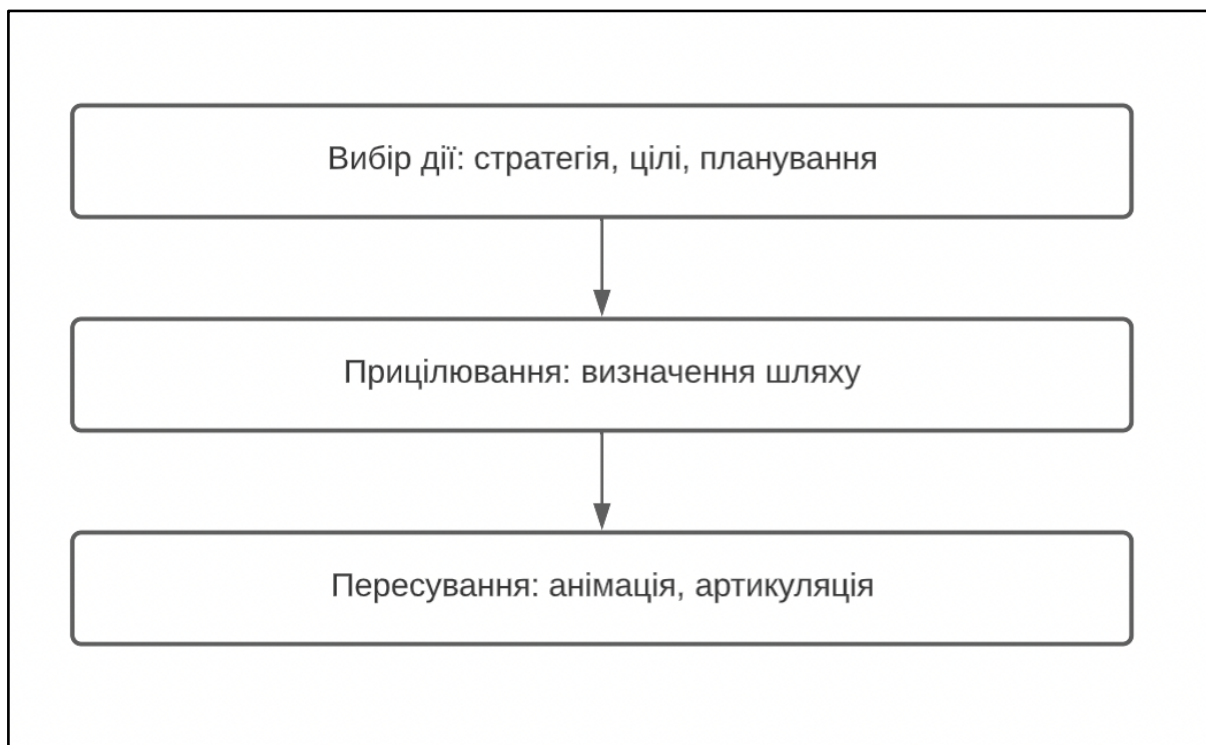 Вибір дії: стратегія, цілі, планування
Прицілювання: визначення шляху
Пересування: анімація, артикуляція